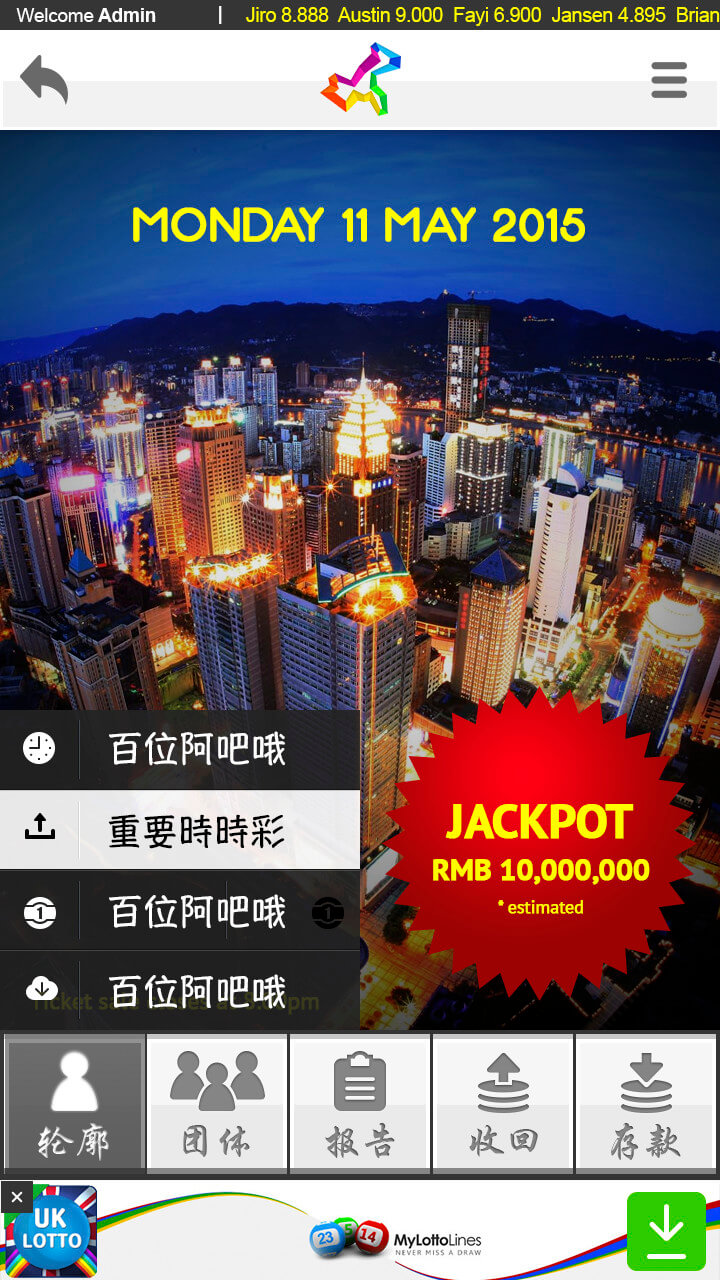 Welcome Admin | Jiro 8.888 Austin 9.000 Fayi 6.900 Jansen 4.895 Brian
MONDAY 11 MAY 2015
百位阿吧哦
重要時時彩
百位阿吧哦
百位阿吧哦
JACKPOT
RMB 10,000,000
* estimated
轮廓 团体 报告 收回 存款
UK
LOTTO
23 5 14
MyLottoLines
NEVER MISS A DRAW